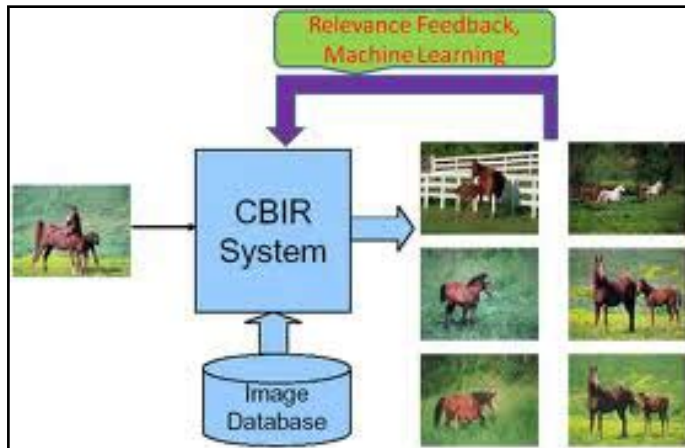 Relevance Feedback,
Machine Learning
CBIR
System
Image
Database